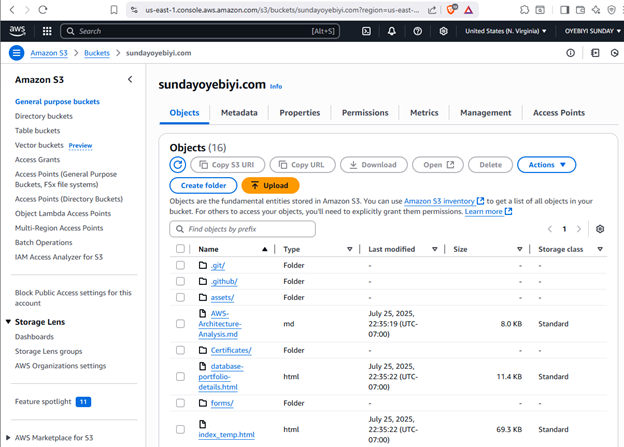 us-east-1.console.aws.amazon.com/s3/buckets/sundayoyebiyi.com?region=us-east-...
aws
Search
[Alt+S]
United States (N. Virginia)
OYEBIYI SUNDAY
Amazon S3
Buckets
sundayoyebiyi.com
Amazon S3
General purpose buckets
Directory buckets
Table buckets
Vector buckets Preview
Access Grants
Access Points (General Purpose
Buckets, FSx file systems)
Access Points (Directory Buckets)
Object Lambda Access Points
Multi-Region Access Points
Batch Operations
IAM Access Analyzer for S3
Block Public Access settings for this
account
Storage Lens
Dashboards
Storage Lens groups
AWS Organizations settings
Feature spotlight 11
AWS Marketplace for S3
sundayoyebiyi.com Info
Objects
Metadata
Properties
Permissions
Metrics
Management
Access Points
Objects (16)
Copy S3 URI
Copy URL
Download
Open
Delete
Actions
Create folder
Upload
Objects are the fundamental entities stored in Amazon S3. You can use Amazon S3 inventory to get a list of all objects in your
bucket. For others to access your objects, you'll need to explicitly grant them permissions. Learn more
Find objects by prefix
1
Name Type Last modified Size Storage class
.git/ Folder - - -
.github/ Folder - - -
assets/ Folder - - -
AWS-
Architecture-
Analysis.md
md
July 25, 2025,
22:35:19 (UTC-
07:00)
8.0 KB
Standard
Certificates/ Folder - - -
database-
portfolio-
details.html
html
July 25, 2025,
22:35:22 (UTC-
07:00)
11.4 KB
Standard
forms/ Folder - - -
index_temp.html
html
July 25, 2025,
22:35:22 (UTC-
07:00)
69.3 KB
Standard